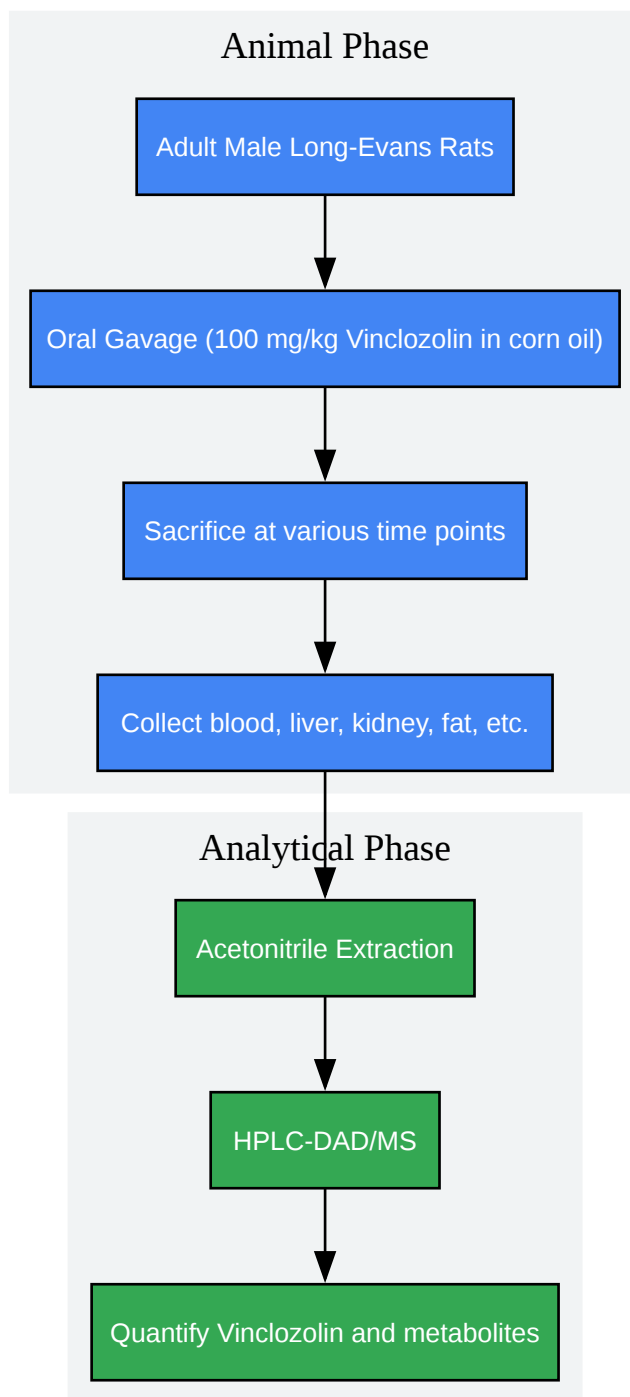 Animal Phase
Adult Male Long-Evans Rats
Oral Gavage (100 mg/kg Vinclozolin in corn oil)
Sacrifice at various time points
Collect blood, liver, kidney, fat, etc.
Analytical Phase
Acetonitrile Extraction
HPLC-DAD/MS
Quantify Vinclozolin and metabolites